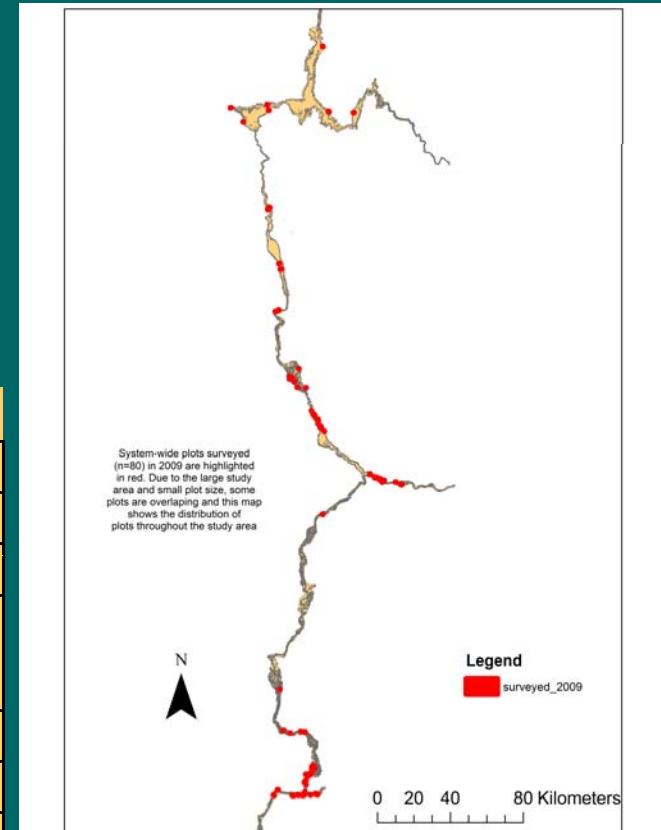 System-wide plots surveyed
(n=80) in 2009 are highlighted
in red. Due to the large study
area and small plot size, some
plots are overlaping and this map
shows the distribution of
plots throughout the study area
N
Legend
surveyed_2009
0 20 40 80 Kilometers